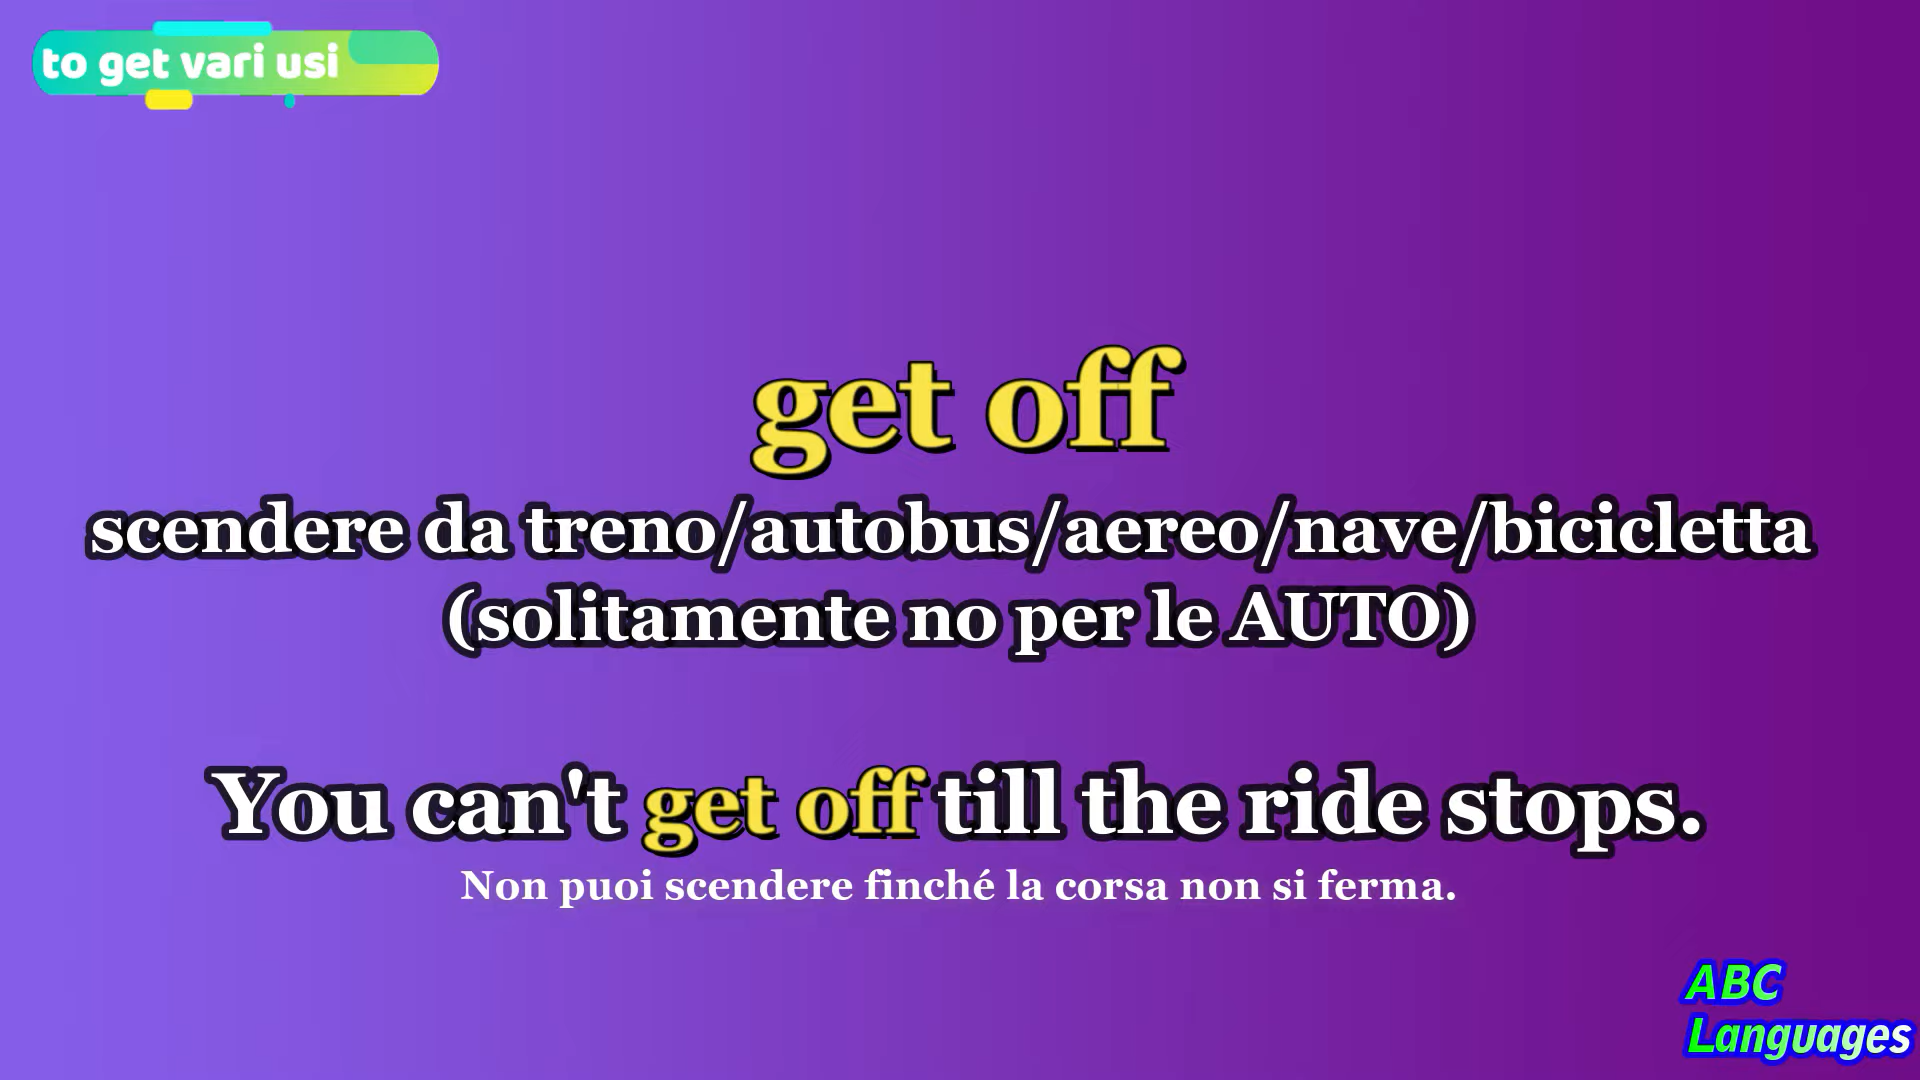 to get vari usi
get off
scendere da treno/autobus/aereo/nave/bicicletta
(solitamente no per le AUTO)
You can't get off till the ride stops.
Non puoi scendere finché la corsa non si ferma.
ABC
Languages